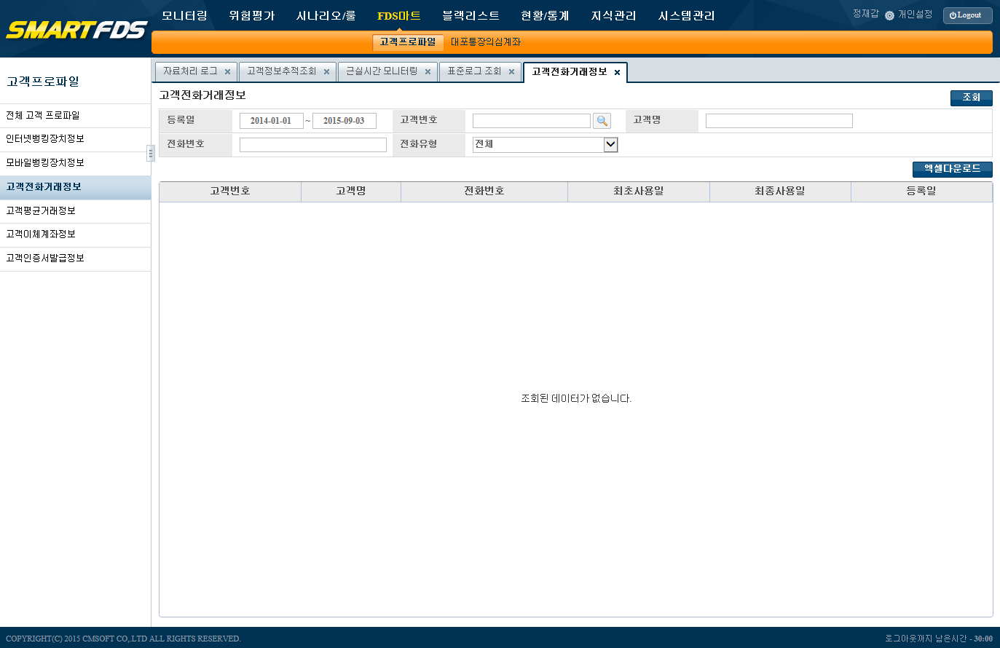 SMARTFDS
모니터링 위험평가 시나리오/룰 FDS마트 블랙리스트 현황/통계 지식관리 시스템관리 정재갑 개인설정 Logout
고객프로파일 대포통장의심계좌
고객프로파일
전체 고객 프로파일
인터넷뱅킹장치정보
모바일뱅킹장치정보
고객전화거래정보
고객평균거래정보
고객이체계좌정보
고객인증서발급정보
자료처리 로그 고객정보추적조회 근실시간 모니터링 표준로그 조회 고객전화거래정보
고객전화거래정보 조회
등록일 2014-01-01 ~ 2015-09-03 고객번호 고객명
전화번호 전화유형 전체
엑셀다운로드
고객번호 고객명 전화번호 최초사용일 최종사용일 등록일
조회된 데이터가 없습니다.
COPYRIGHT(C) 2015 CMSOFT CO,.LTD ALL RIGHTS RESERVED. 로그아웃까지 남은시간 - 30:00